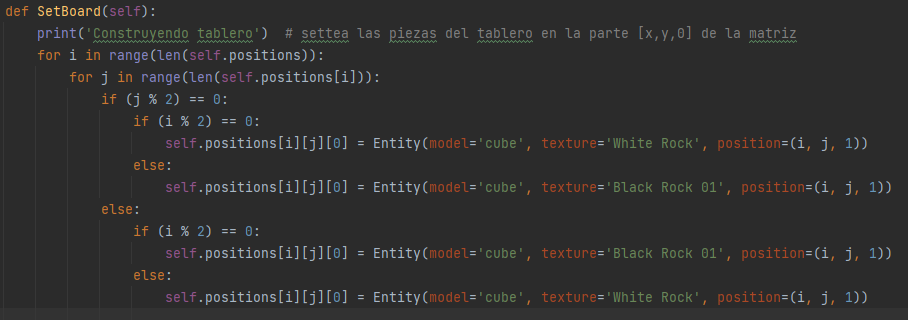 def SetBoard(self):
    print('Construyendo tablero')  # settea las piezas del tablero en la parte [x,y,0] de la matriz
    for i in range(len(self.positions)):
        for j in range(len(self.positions[i])):
            if (j % 2) == 0:
                if (i % 2) == 0:
                    self.positions[i][j][0] = Entity(model='cube', texture='White Rock', position=(i, j, 1))
                else:
                    self.positions[i][j][0] = Entity(model='cube', texture='Black Rock 01', position=(i, j, 1))
            else:
                if (i % 2) == 0:
                    self.positions[i][j][0] = Entity(model='cube', texture='Black Rock 01', position=(i, j, 1))
                else:
                    self.positions[i][j][0] = Entity(model='cube', texture='White Rock', position=(i, j, 1))